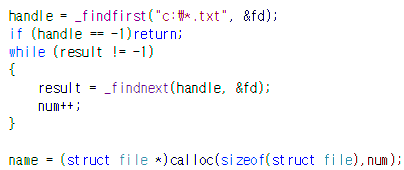 handle = _findfirst("c:₩*.txt", &fd);
if (handle == -1)return;
while (result != -1)
{
    result = _findnext(handle, &fd);
    num++;
}

name = (struct file *)calloc(sizeof(struct file),num);